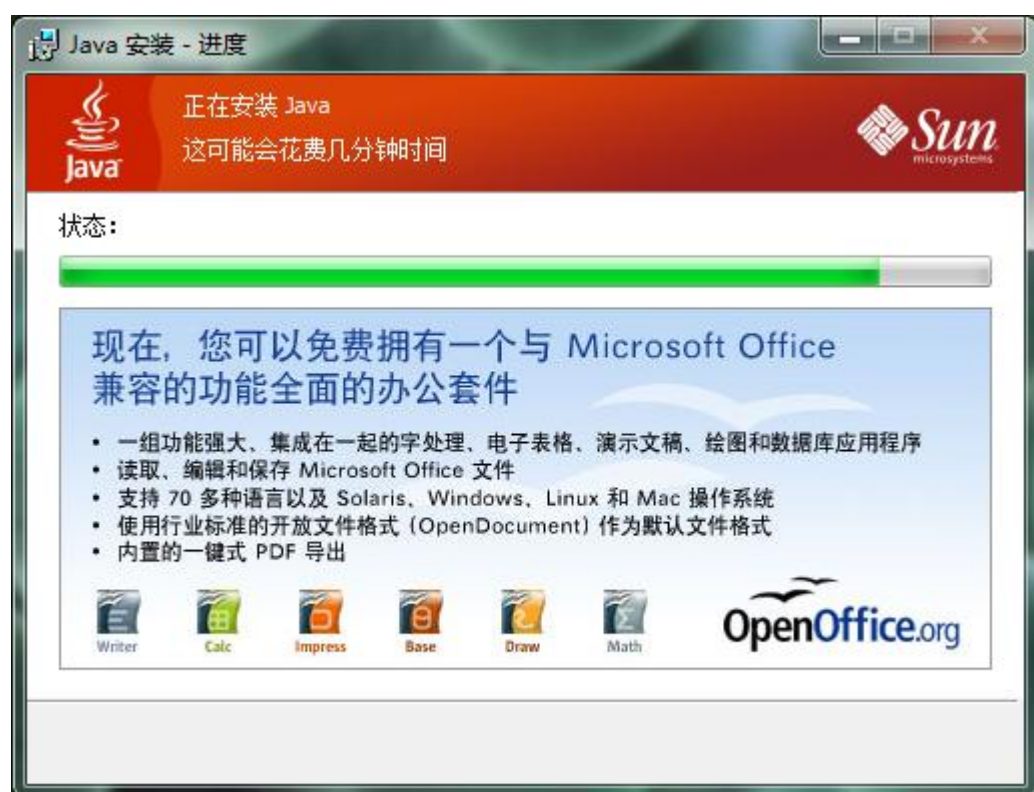 Java 安装 - 进度
正在安装 Java
这可能会花费几分钟时间
Java
Sun
microsystems
状态：
现在，您可以免费拥有一个与 Microsoft Office
兼容的功能全面的办公套件
• 一组功能强大、集成在一起的字处理、电子表格、演示文稿、绘图和数据库应用程序
• 读取、编辑和保存 Microsoft Office 文件
• 支持 70 多种语言以及 Solaris、Windows、Linux 和 Mac 操作系统
• 使用行业标准的开放文件格式 (OpenDocument) 作为默认文件格式
• 内置的一键式 PDF 导出
Writer Calc Impress Base Draw Math
OpenOffice.org